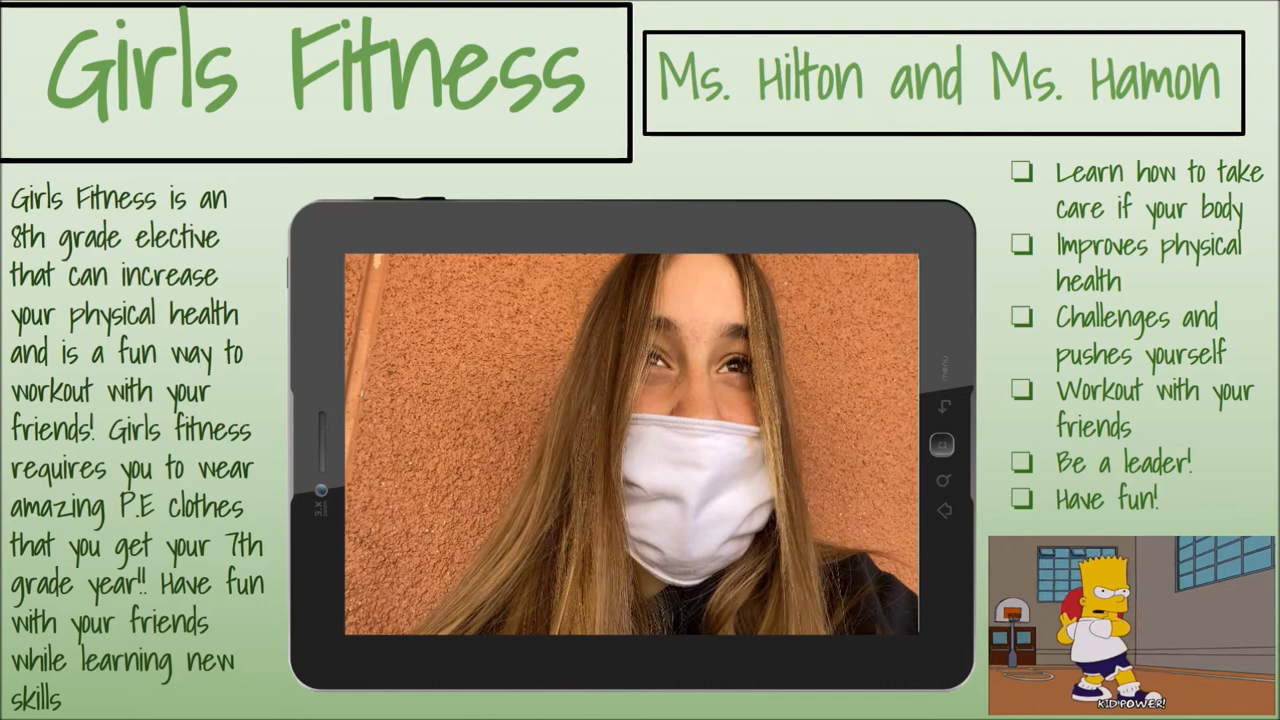 Girls Fitness
Ms. Hilton and Ms. Hamon
Girls Fitness is an
8th grade elective
that can increase
your physical health
and is a fun way to
workout with your
friends! Girls fitness
requires you to wear
amazing P.E clothes
that you get your 7th
grade year!! Have fun
with your friends
while learning new
skills
menu
3.X
zoom
Learn how to take
care if your body
Improves physical
health
Challenges and
pushes yourself
Workout with your
friends
Be a leader!
Have fun!
KID POWER!